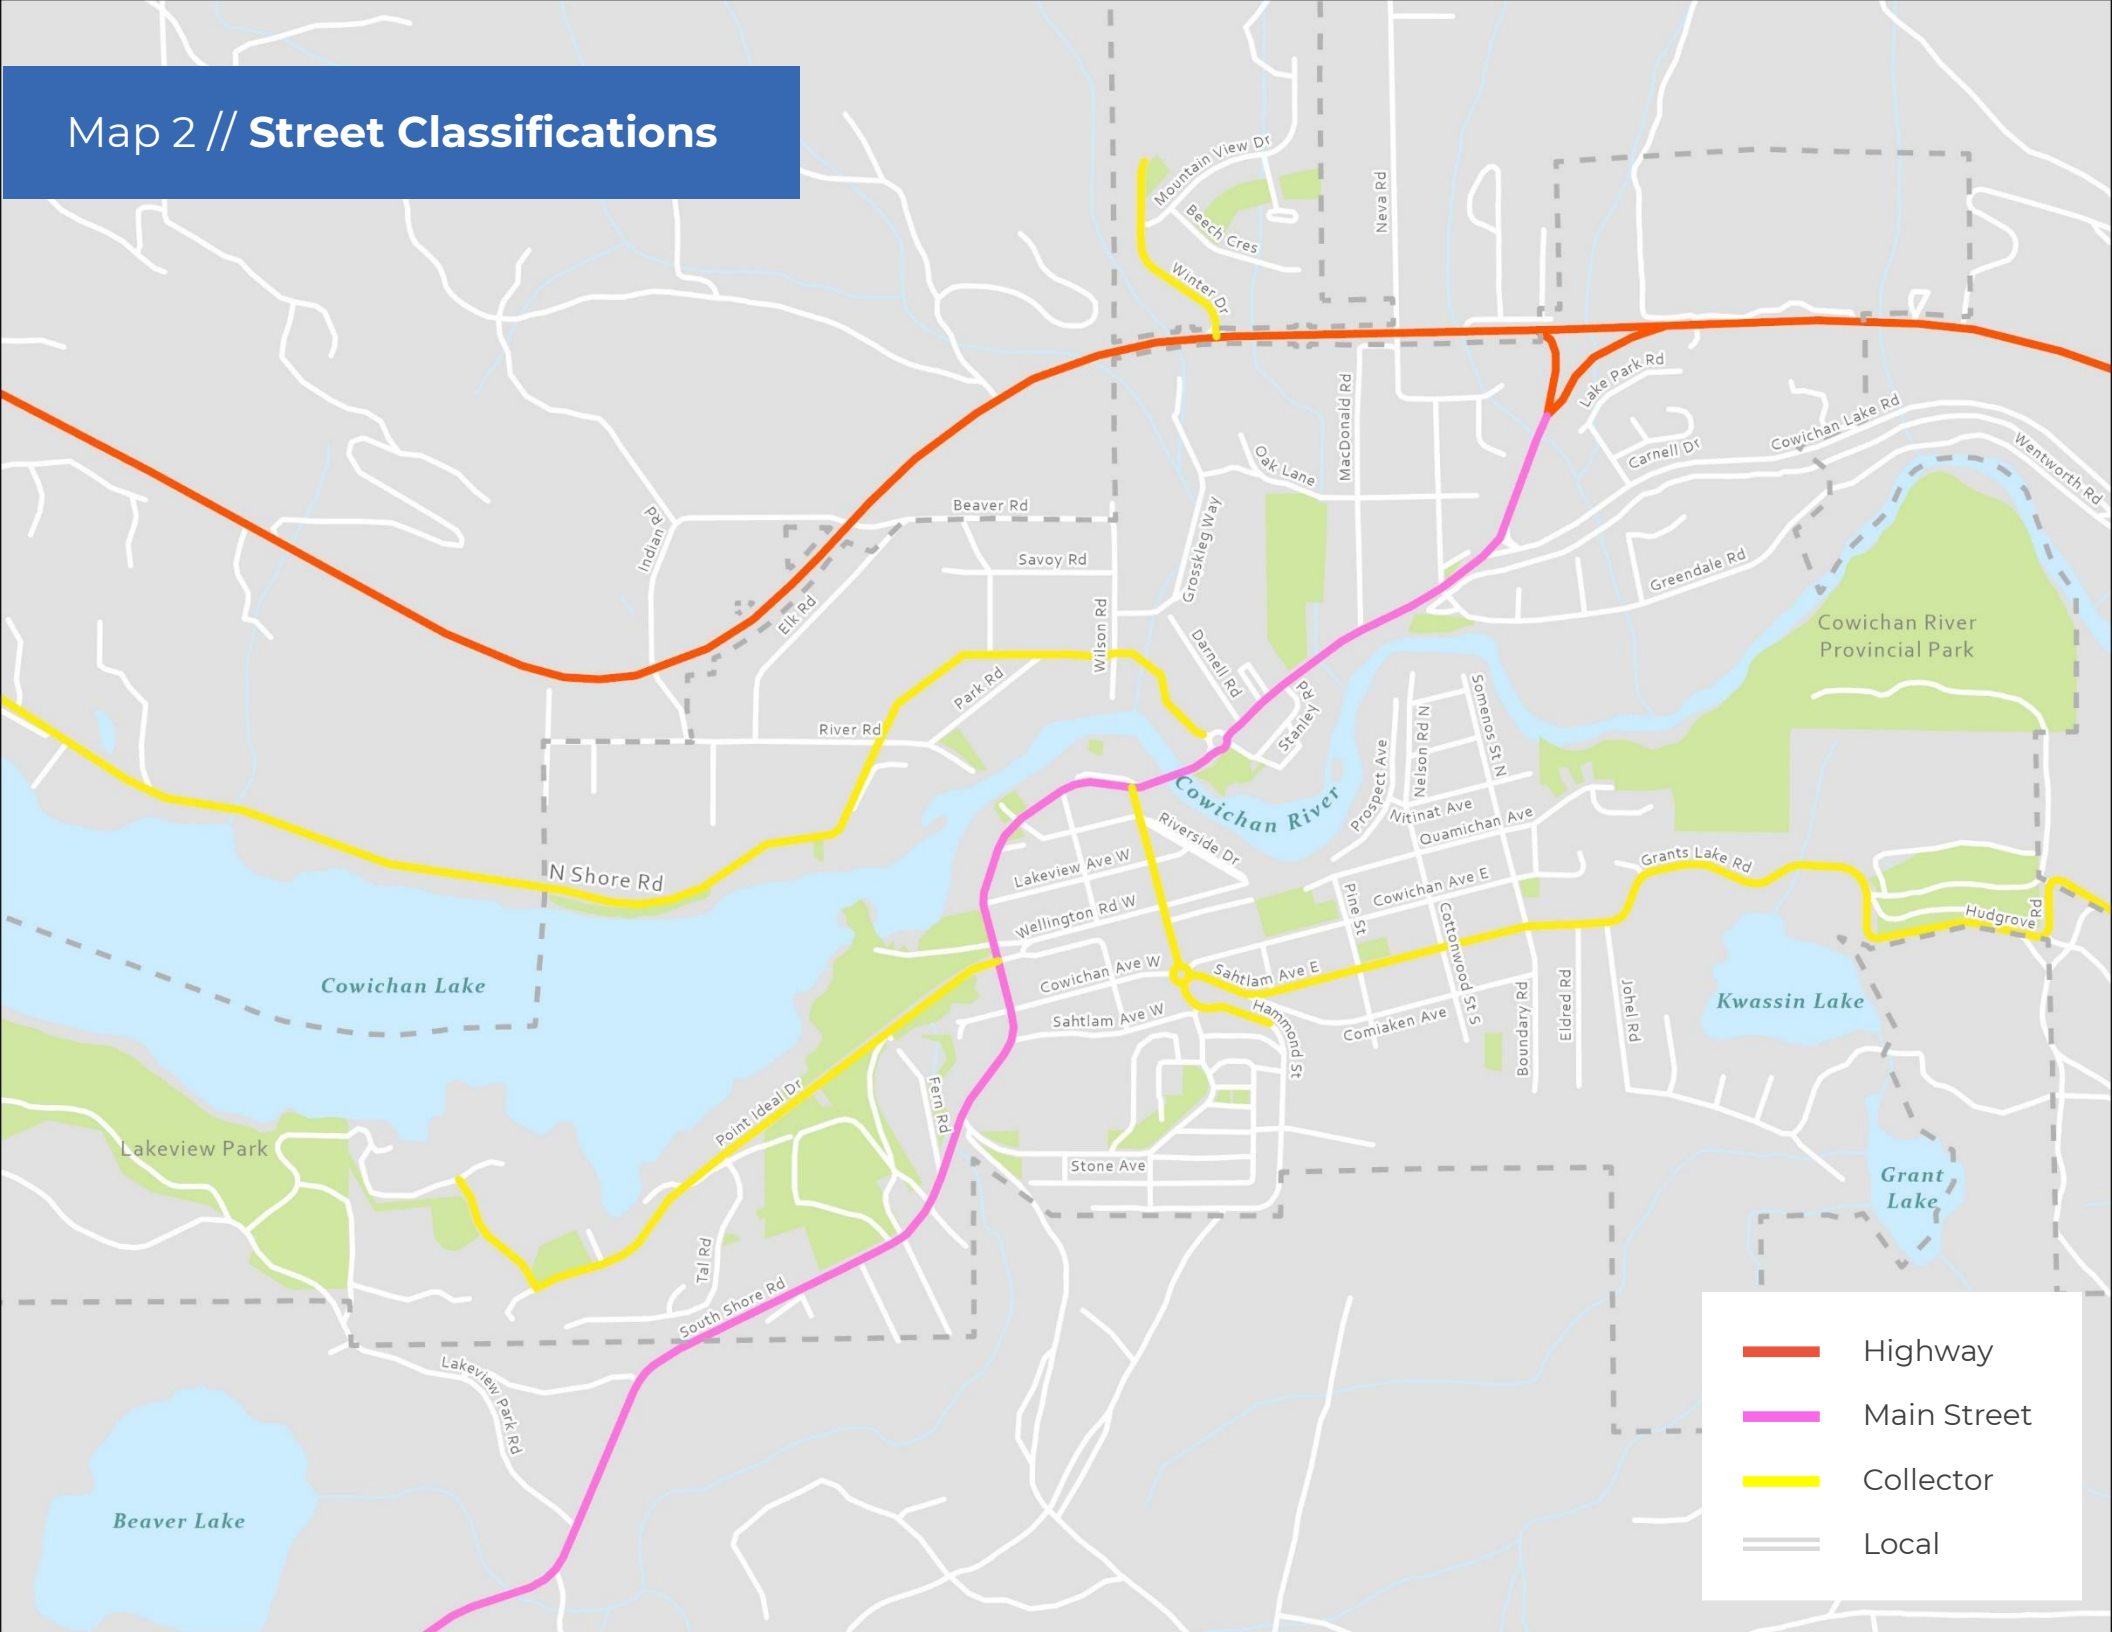 Map 2 // Street Classifications
Mountain View Dr
Beech Cres
Winter Dr
Neva Rd
Lake Park Rd
Carnell Dr
Cowichan Lake Rd
Wentworth Rd
MacDonald Rd
Oak Lane
Grosskleg Way
Beaver Rd
Savoy Rd
Indian Rd
Elk Rd
Wilson Rd
Darnell Rd
Greendale Rd
Cowichan River
Provincial Park
Park Rd
River Rd
Stanley Rd
Somenos St N
Nelson Rd N
Prospect Ave
Cowichan River
Nitinat Ave
Quamichan Ave
Riverside Dr
N Shore Rd
Lakeview Ave W
Grants Lake Rd
Cowichan Ave E
Pine St
Wellington Rd W
Cottonwood St S
Hudgrove Rd
Cowichan Lake
Cowichan Ave W
Sahtlam Ave E
Kwassin Lake
Sahtlam Ave W
Hammond St
Comiaken Ave
Boundary Rd
Eldred Rd
Johel Rd
Fern Rd
Point Ideal Dr
Lakeview Park
Stone Ave
Grant
Lake
Tal Rd
South Shore Rd
Lakeview Park Rd
Beaver Lake
Highway
Main Street
Collector
Local